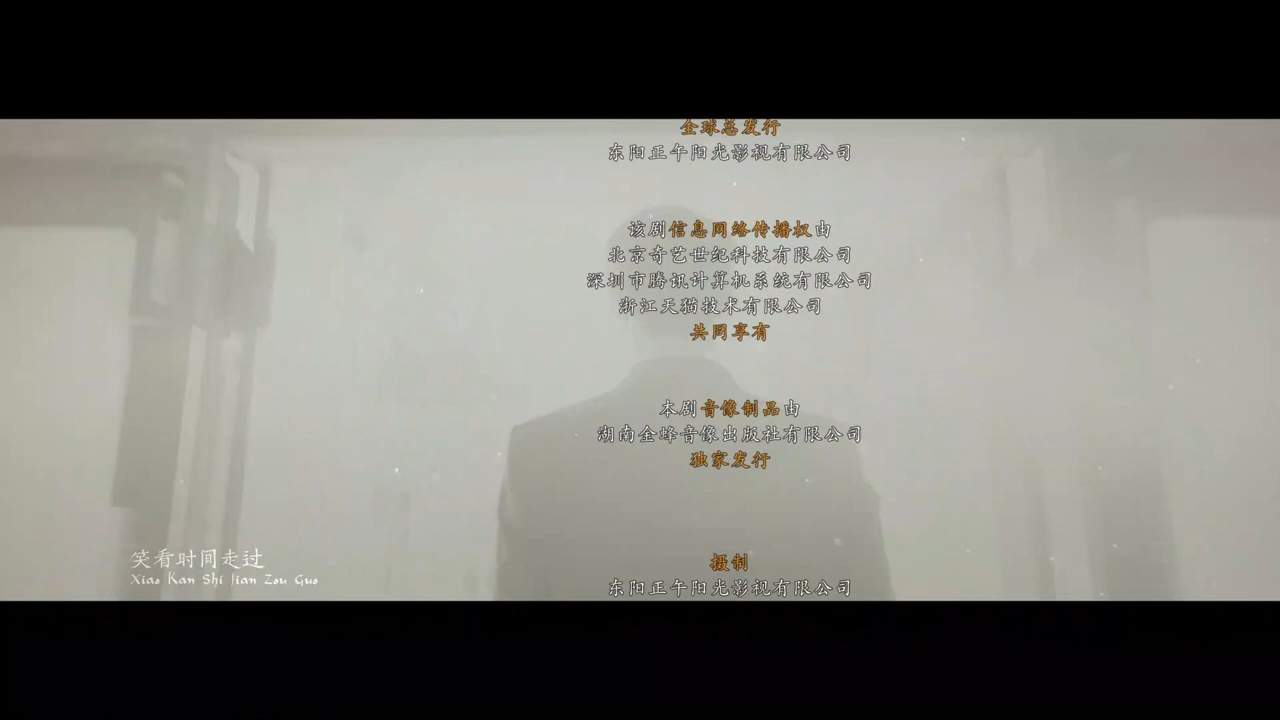 全球总发行
东阳正午阳光影视有限公司
该剧信息网络传播权由
北京奇艺世纪科技有限公司
深圳市腾讯计算机系统有限公司
浙江天猫技术有限公司
共同享有
本剧音像制品由
湖南金蜂音像出版社有限公司
独家发行
摄制
东阳正午阳光影视有限公司
笑看时间走过
Xiao Kan Shi Jian Zou Guo